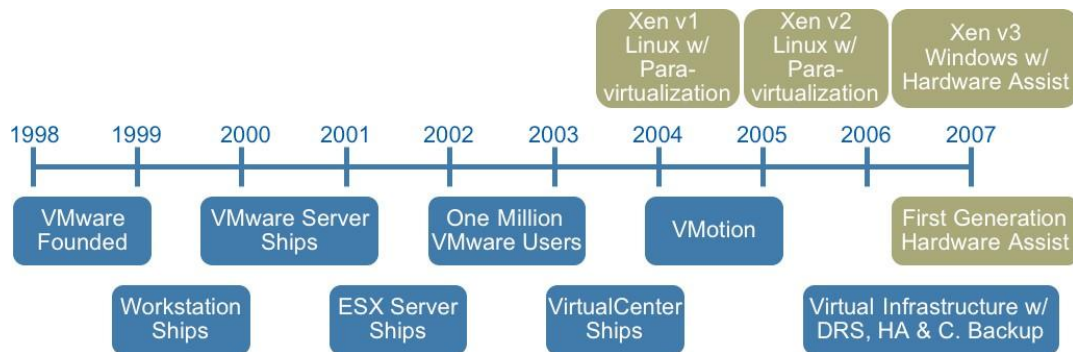 Xen v1
Linux w/
Para-
virtualization
Xen v2
Linux w/
Para-
virtualization
Xen v3
Windows w/
Hardware Assist
1998 1999 2000 2001 2002 2003 2004 2005 2006 2007
VMware
Founded
VMware Server
Ships
One Million
VMware Users
VMotion
First Generation
Hardware Assist
Workstation
Ships
ESX Server
Ships
VirtualCenter
Ships
Virtual Infrastructure w/
DRS, HA & C. Backup